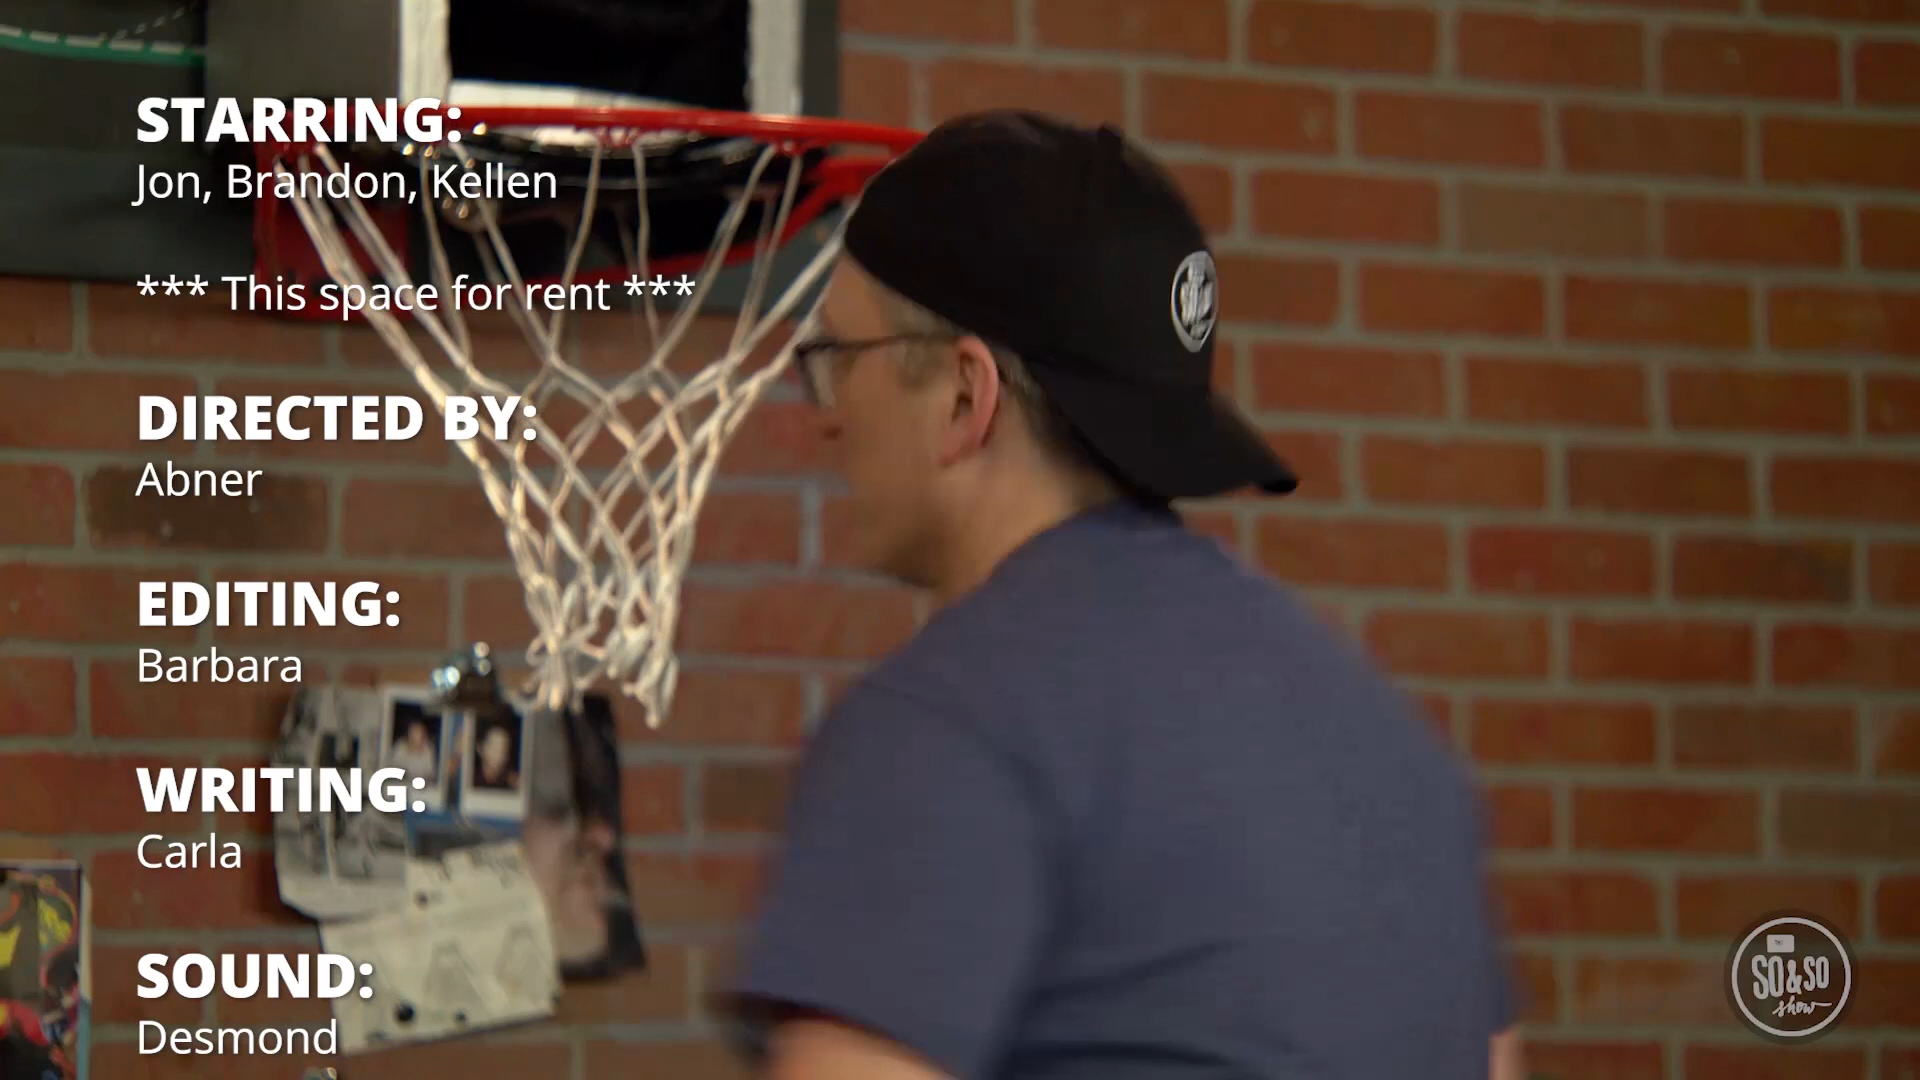 STARRING:
Jon, Brandon, Kellen
*** This space for rent ***
DIRECTED BY:
Abner
EDITING:
Barbara
WRITING:
Carla
SOUND:
Desmond
SO&SO
show